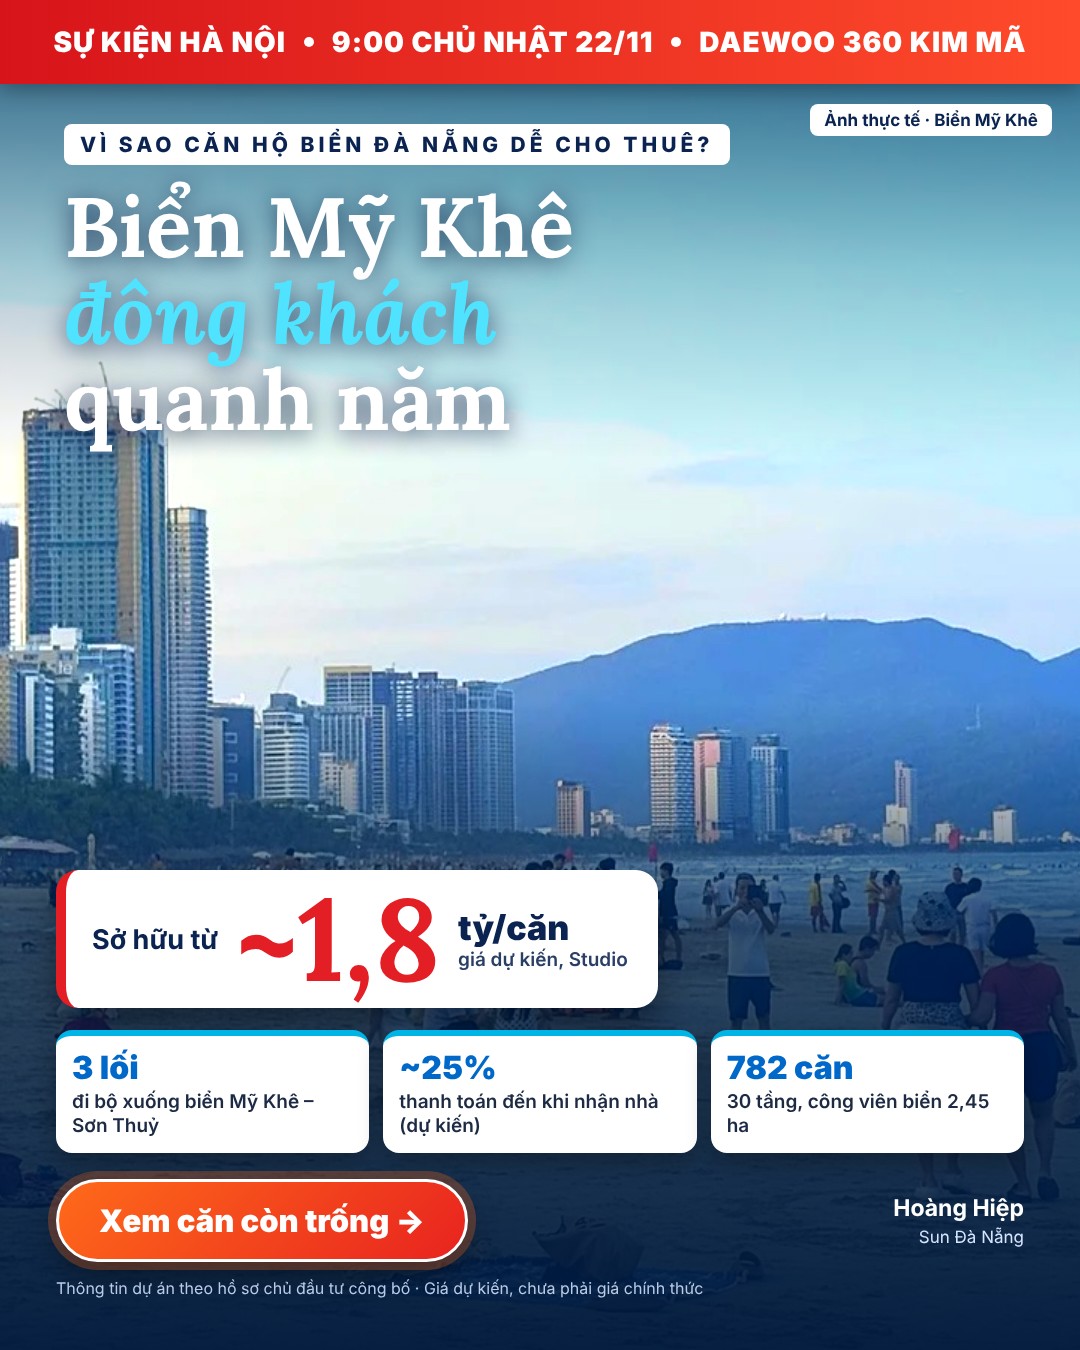 SỰ KIỆN HÀ NỘI • 9:00 CHỦ NHẬT 22/11 • DAEWOO 360 KIM MÃ
Ảnh thực tế · Biển Mỹ Khê
VÌ SAO CĂN HỘ BIỂN ĐÀ NẴNG DỄ CHO THUÊ?
Biển Mỹ Khê
đông khách
quanh năm
Sở hữu từ ~1,8 tỷ/căn
giá dự kiến, Studio
3 lối
đi bộ xuống biển Mỹ Khê –
Sơn Thuỷ
~25%
thanh toán đến khi nhận nhà
(dự kiến)
782 căn
30 tầng, công viên biển 2,45
ha
Xem căn còn trống →
Hoàng Hiệp
Sun Đà Nẵng
Thông tin dự án theo hồ sơ chủ đầu tư công bố · Giá dự kiến, chưa phải giá chính thức